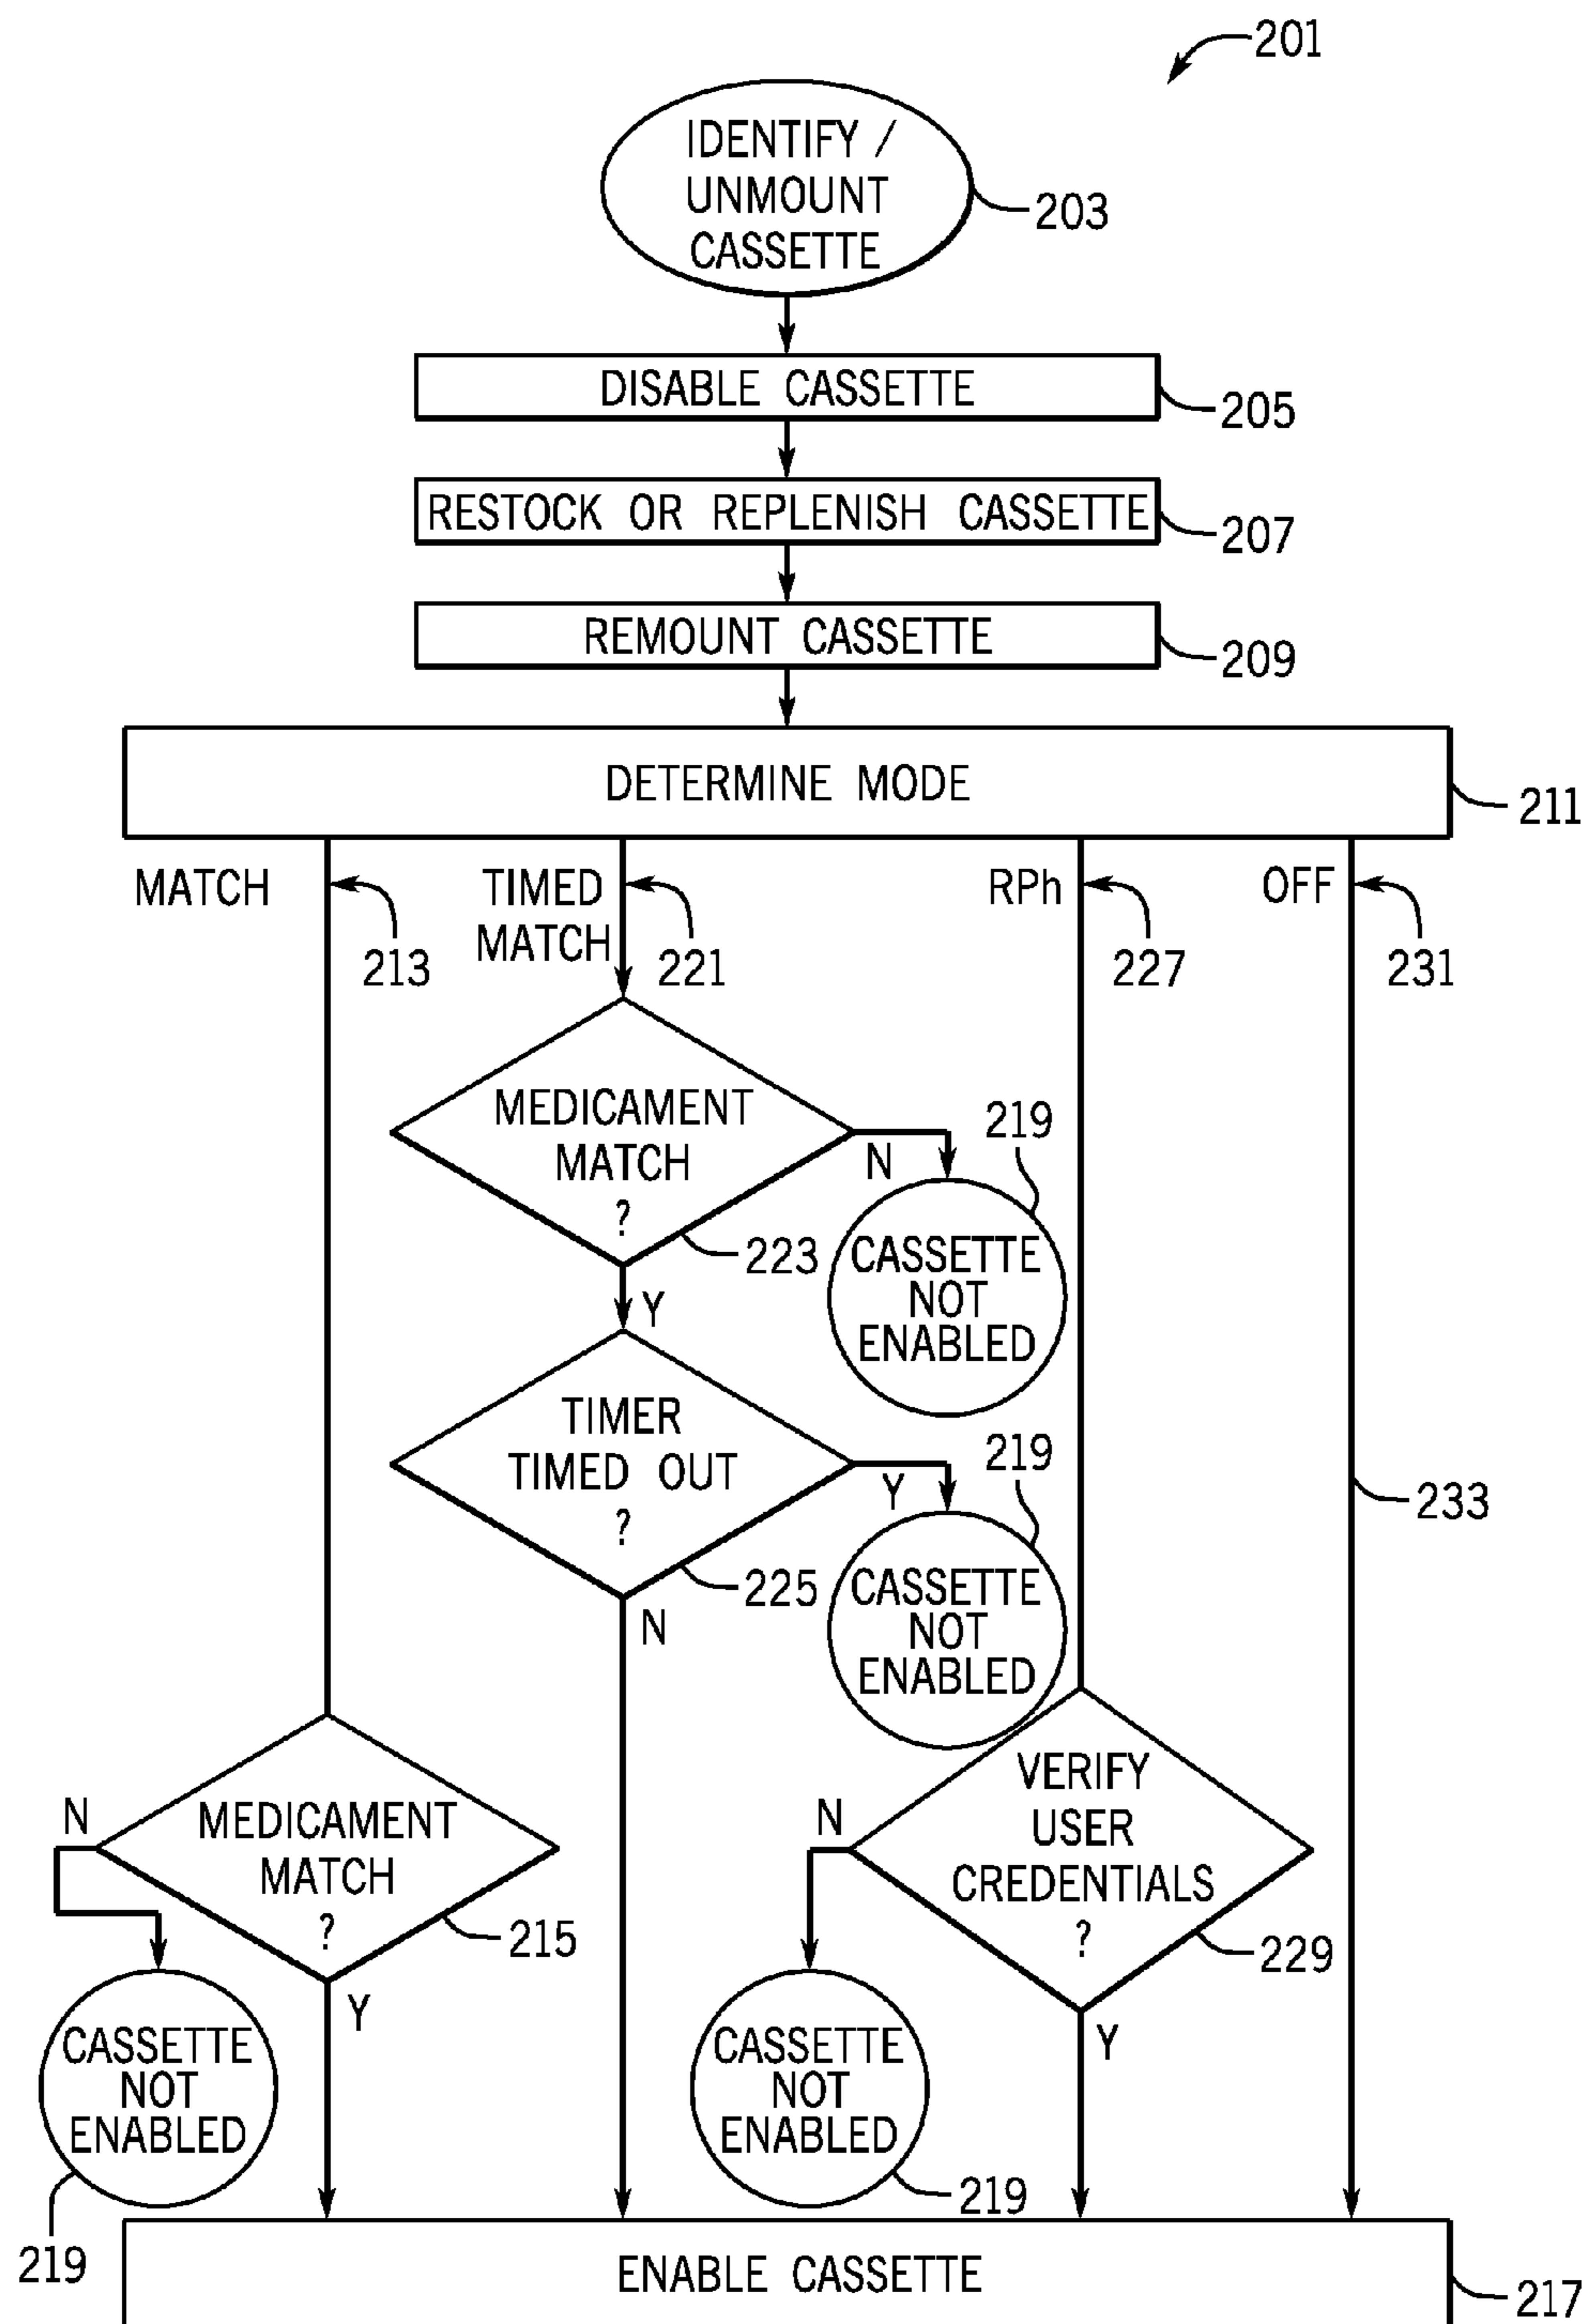 201
IDENTIFY /
UNMOUNT
CASSETTE
203
DISABLE CASSETTE
205
RESTOCK OR REPLENISH CASSETTE
207
REMOUNT CASSETTE
209
DETERMINE MODE
211
MATCH
213
TIMED
MATCH
221
RPh
227
OFF
231
MEDICAMENT
MATCH
?
223
N
219
CASSETTE
NOT
ENABLED
Y
TIMER
TIMED OUT
?
225
Y
219
CASSETTE
NOT
ENABLED
N
233
MEDICAMENT
MATCH
?
215
N
CASSETTE
NOT
ENABLED
219
Y
VERIFY
USER
CREDENTIALS
?
229
N
CASSETTE
NOT
ENABLED
219
Y
ENABLE CASSETTE
217